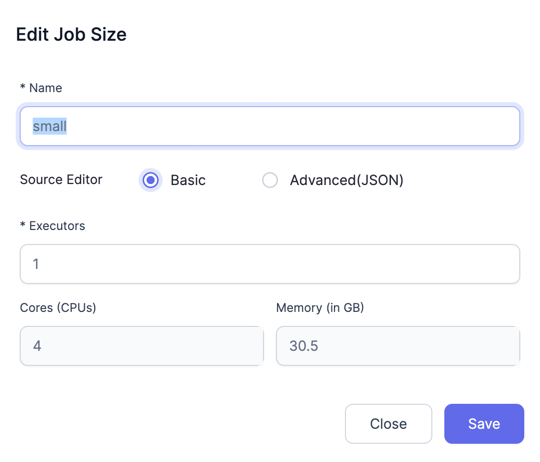 Edit Job Size
* Name
small
Source Editor Basic Advanced(JSON)
* Executors
1
Cores (CPUs) Memory (in GB)
4 30.5
Close Save